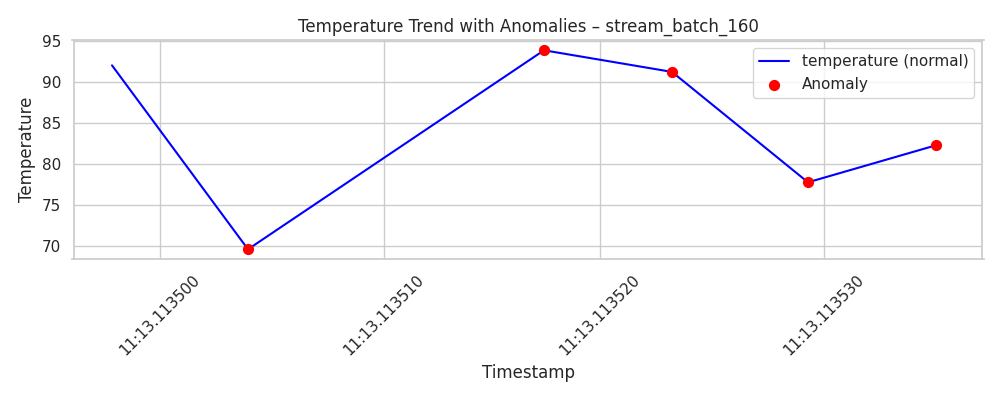 Temperature Trend with Anomalies – stream_batch_160
temperature (normal)
Anomaly
Temperature
95
90
85
80
75
70
11:13.113500
11:13.113510
11:13.113520
11:13.113530
Timestamp